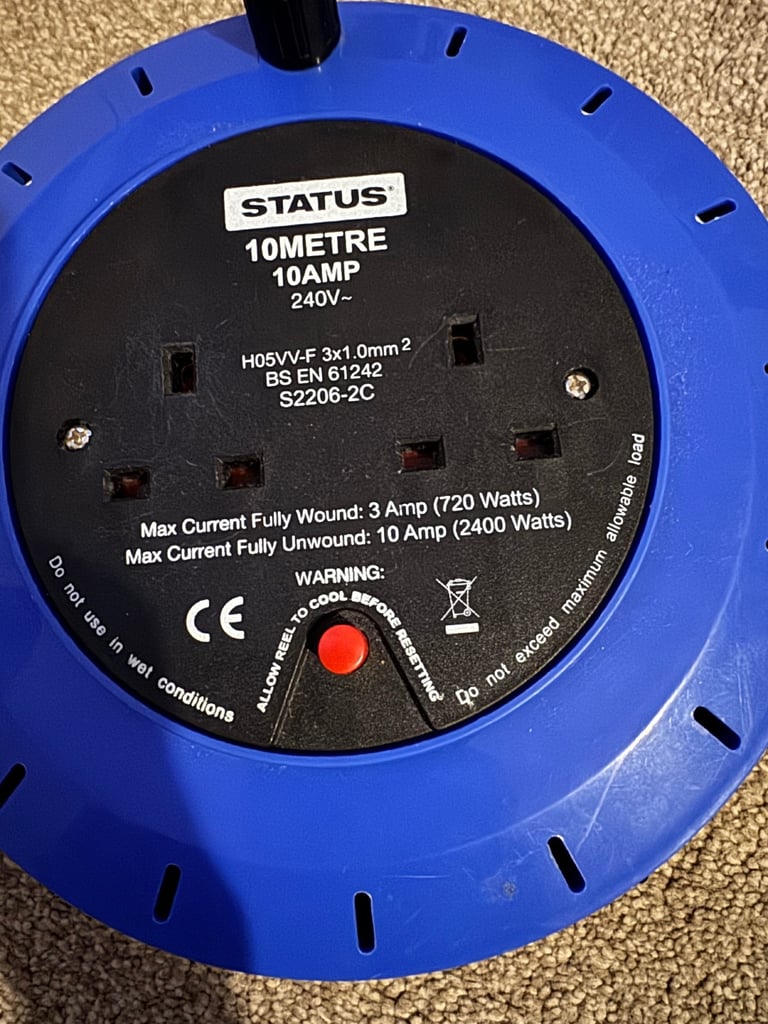 STATUS®
10METRE
10AMP
240V~
H05VV-F 3x1.0mm²
BS EN 61242
S2206-2C
Max Current Fully Wound: 3 Amp (720 Watts)
Max Current Fully Unwound: 10 Amp (2400 Watts)
WARNING:
ALLOW REEL TO COOL BEFORE RESETTING
CE
Do not use in wet conditions
Do not exceed maximum allowable load